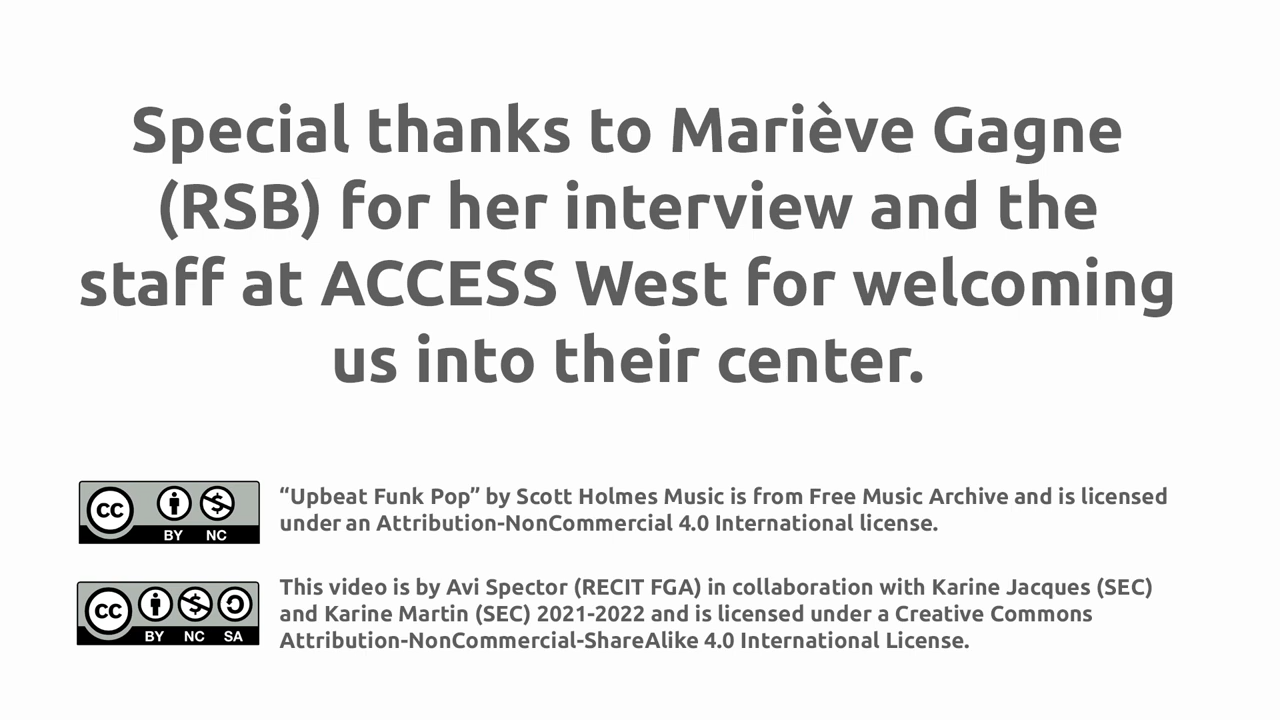 Special thanks to Mariève Gagne
(RSB) for her interview and the
staff at ACCESS West for welcoming
us into their center.
cc BY NC
“Upbeat Funk Pop” by Scott Holmes Music is from Free Music Archive and is licensed
under an Attribution-NonCommercial 4.0 International license.
cc BY NC SA
This video is by Avi Spector (RECIT FGA) in collaboration with Karine Jacques (SEC)
and Karine Martin (SEC) 2021-2022 and is licensed under a Creative Commons
Attribution-NonCommercial-ShareAlike 4.0 International License.